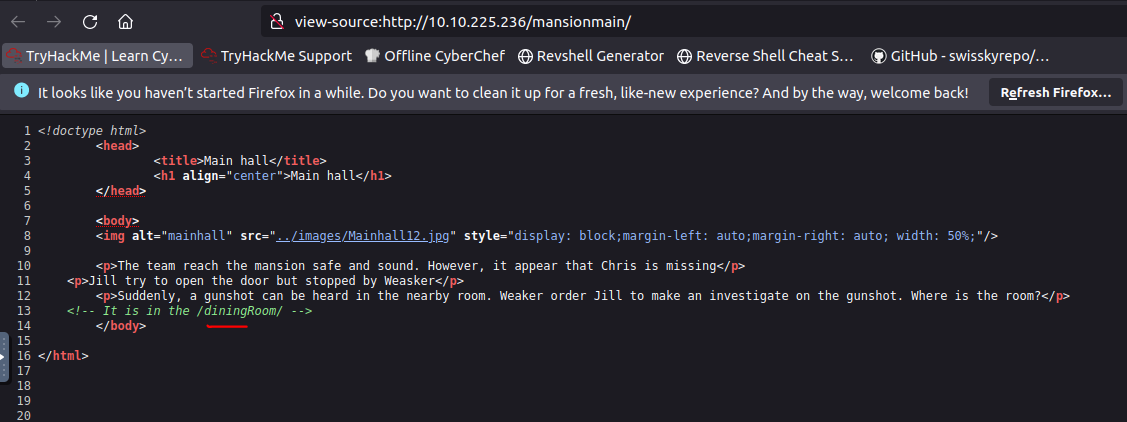 view-source:http://10.10.225.236/mansionmain/
TryHackMe | Learn Cy… TryHackMe Support Offline CyberChef Revshell Generator Reverse Shell Cheat S… GitHub - swisskyrepo/…
It looks like you haven’t started Firefox in a while. Do you want to clean it up for a fresh, like-new experience? And by the way, welcome back! Refresh Firefox…
1 <!doctype html>
2 <head>
3 <title>Main hall</title>
4 <h1 align="center">Main hall</h1>
5 </head>
6
7 <body>
8 <img alt="mainhall" src="../images/Mainhall12.jpg" style="display: block;margin-left: auto;margin-right: auto; width: 50%;"/>
9
10 <p>The team reach the mansion safe and sound. However, it appear that Chris is missing</p>
11 <p>Jill try to open the door but stopped by Weasker</p>
12 <p>Suddenly, a gunshot can be heard in the nearby room. Weaker order Jill to make an investigate on the gunshot. Where is the room?</p>
13 <!-- It is in the /diningRoom/ -->
14 </body>
15
16 </html>
17
18
19
20